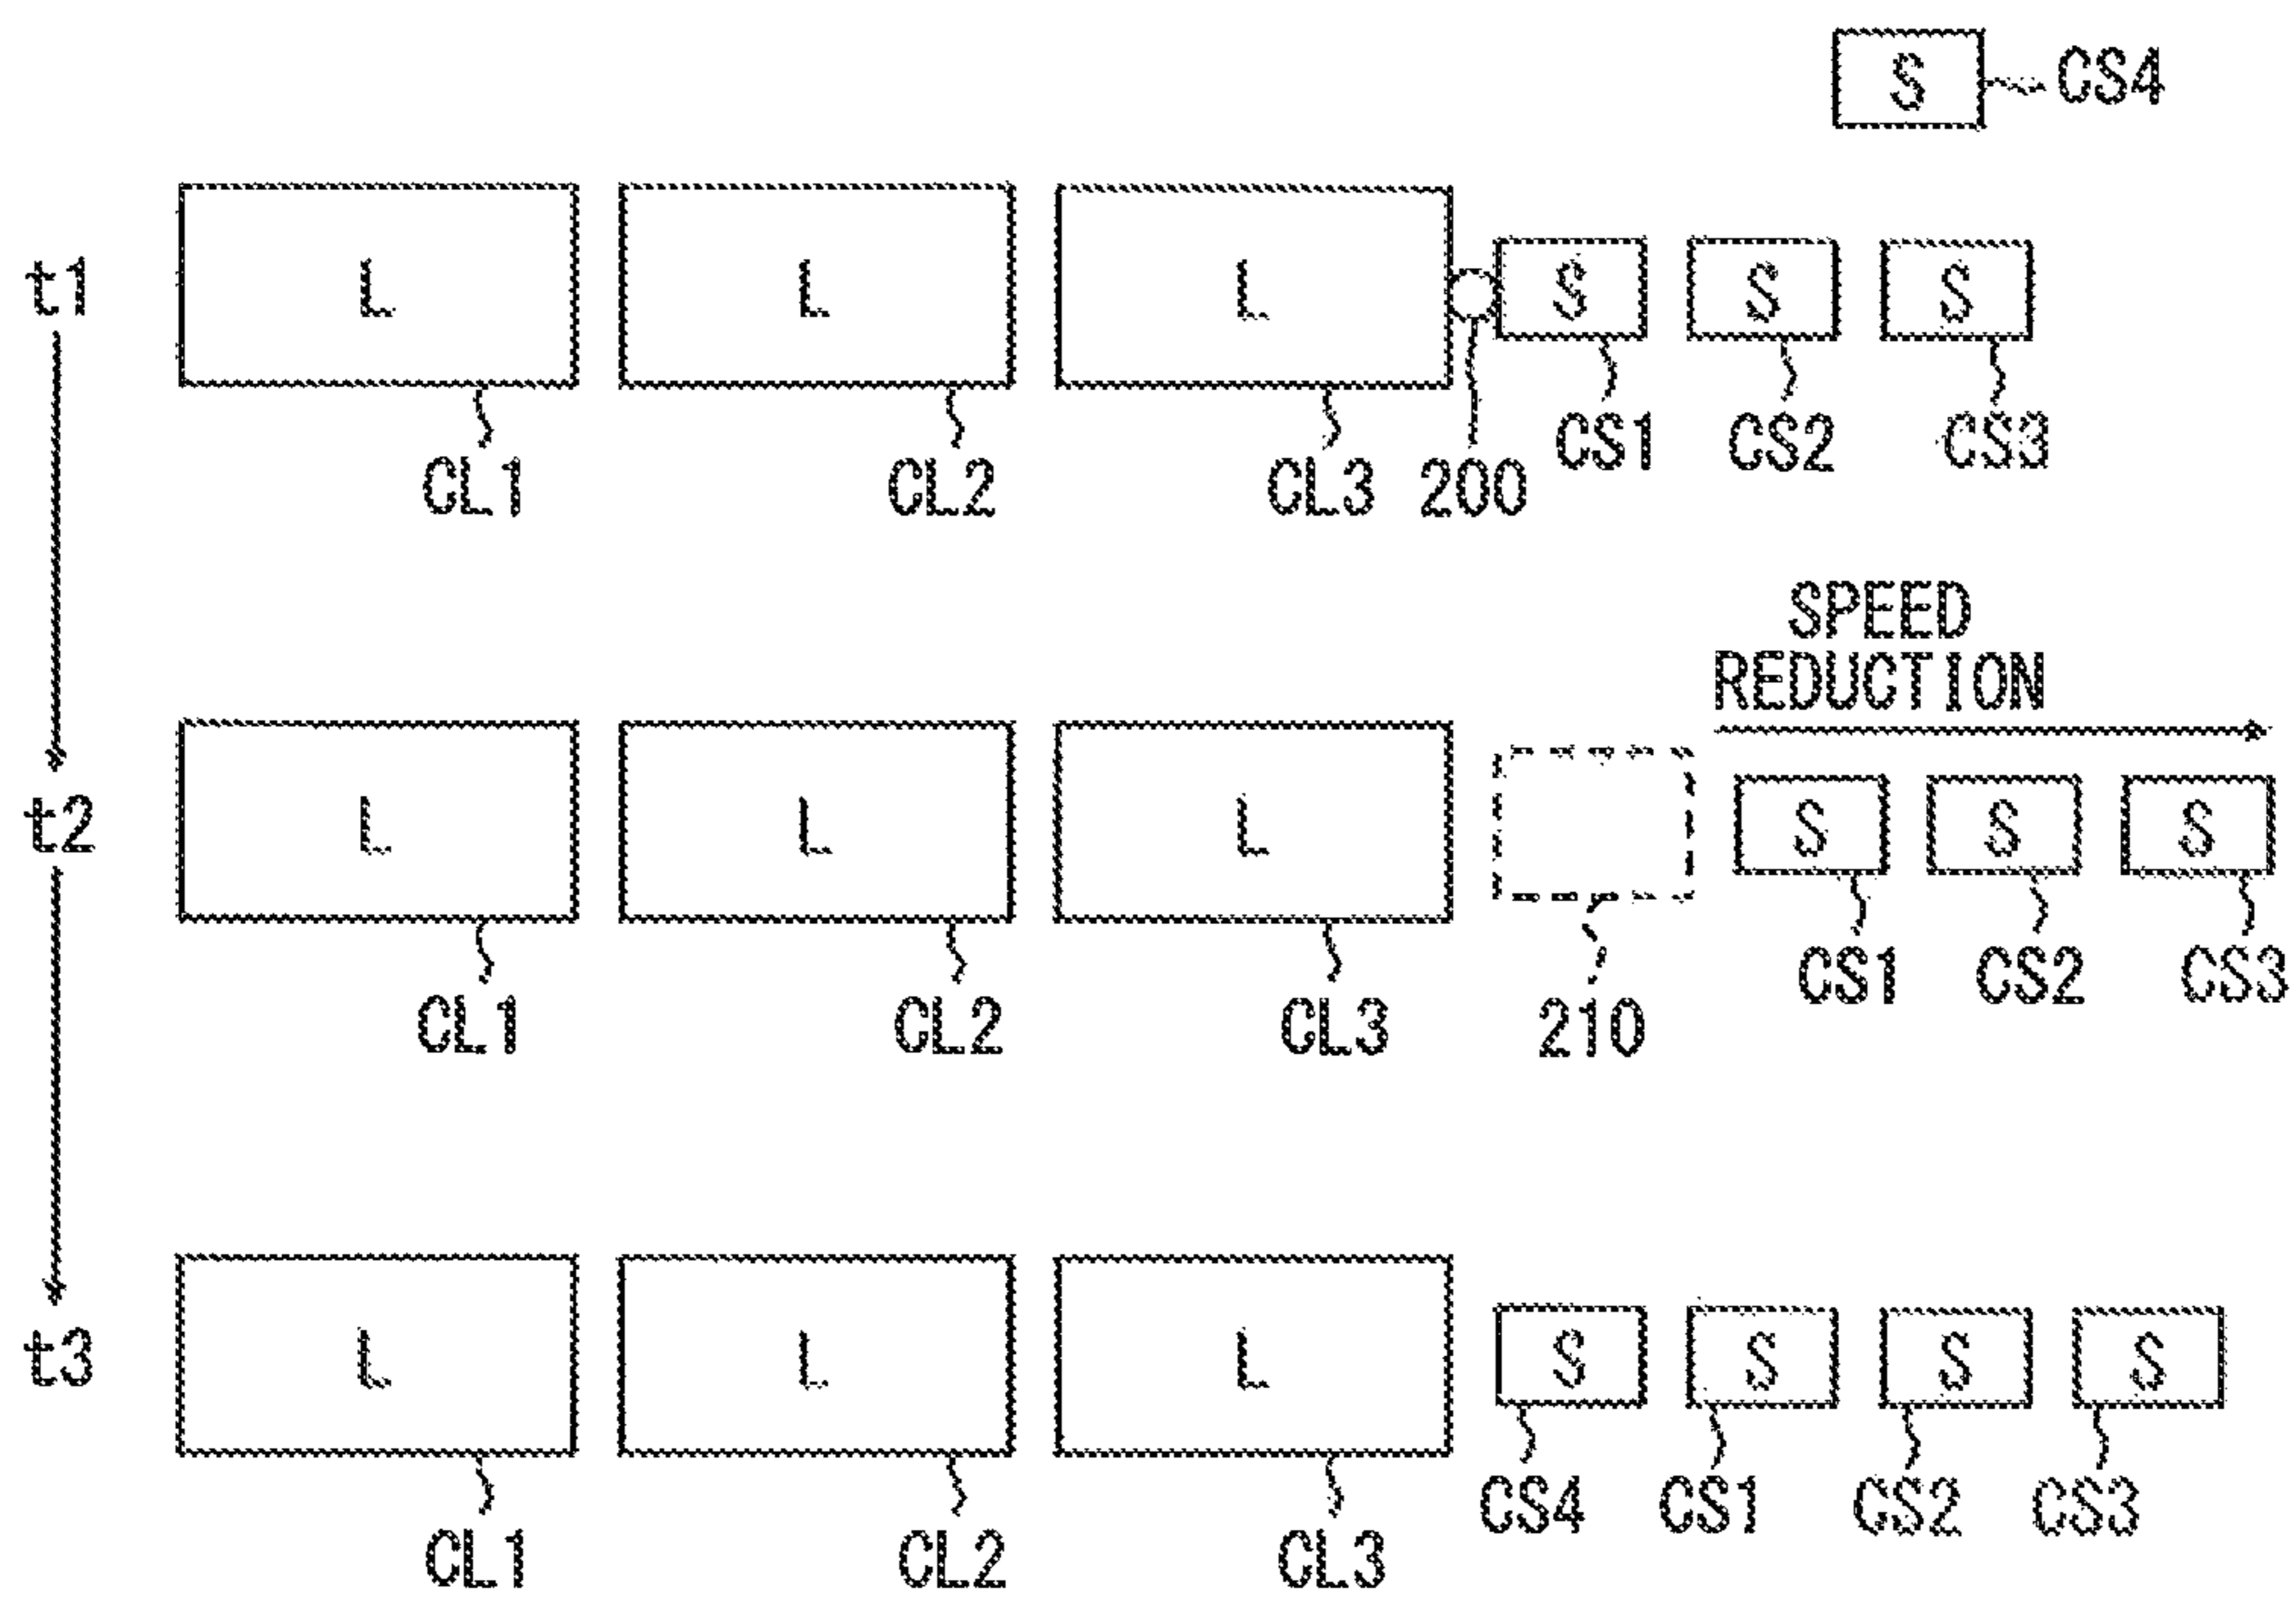 S CS4
t1 L L L S S S
CL1 CL2 CL3 200 CS1 CS2 CS3
SPEED
REDUCTION
t2 L L L S S S
CL1 CL2 CL3 210 CS1 CS2 CS3
t3 L L L S S S S
CL1 CL2 CL3 CS4 CS1 CS2 CS3